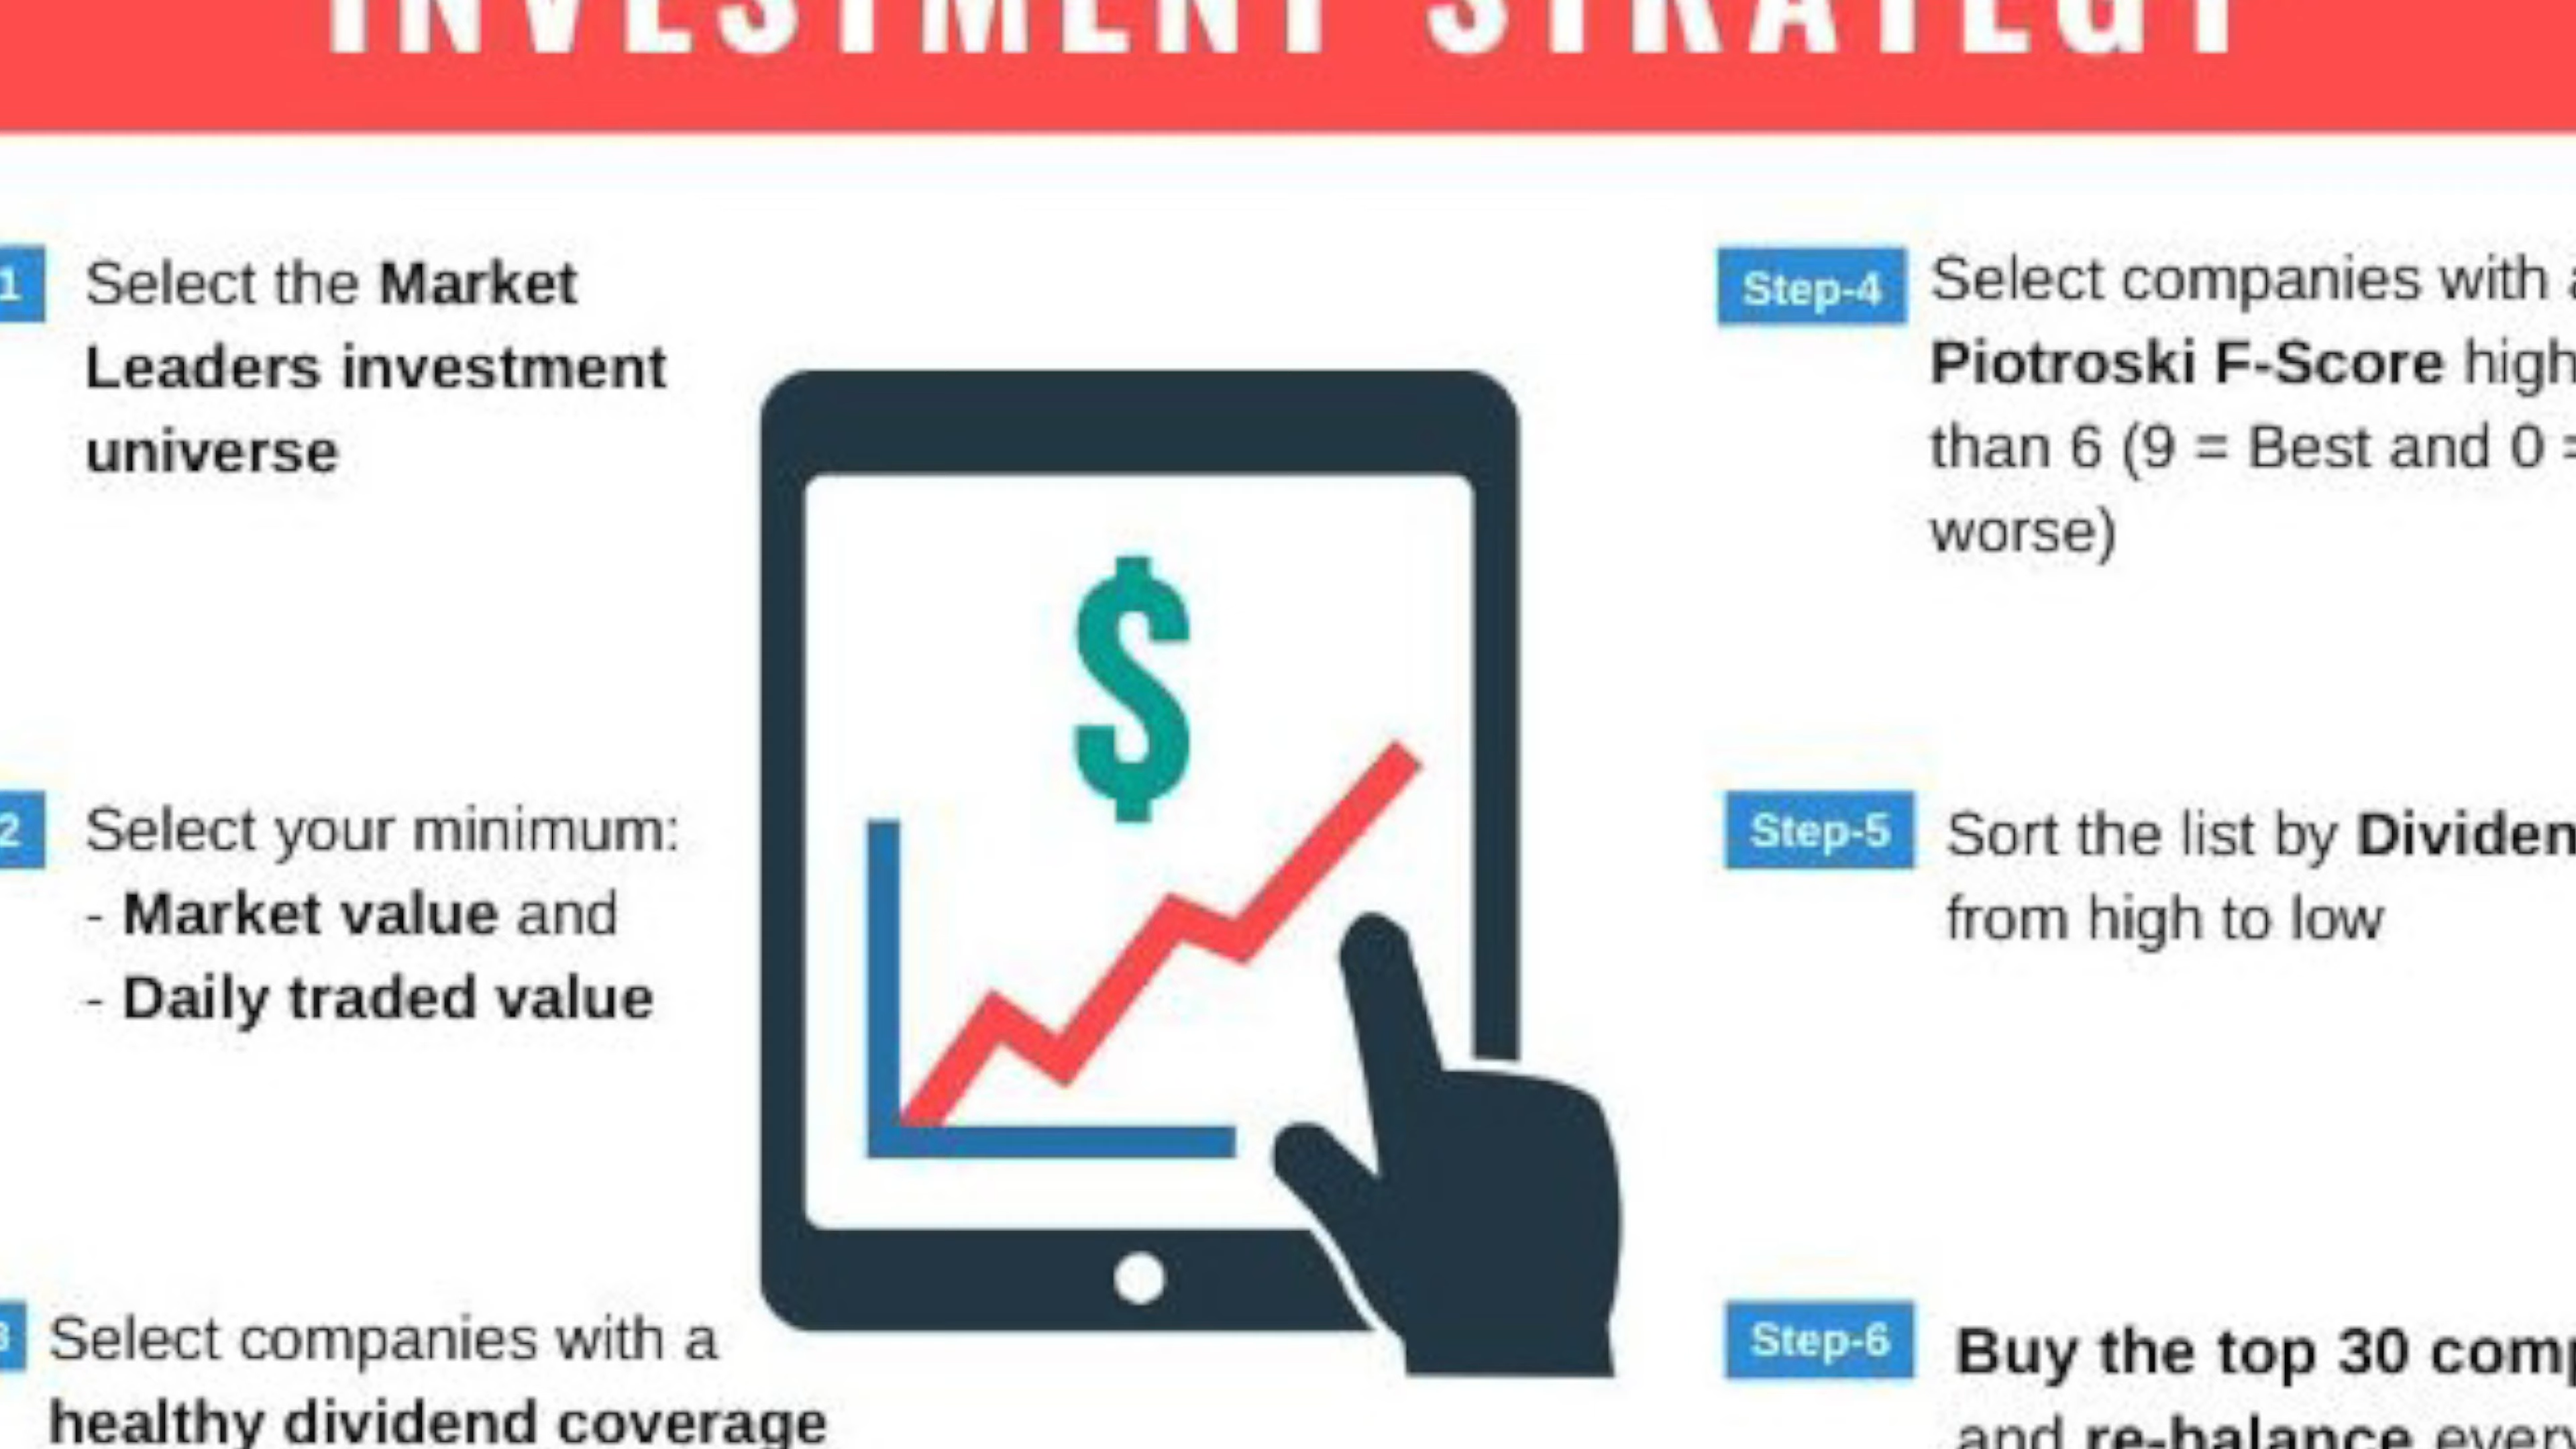 INVESTMENT STRATEGY
1
Select the Market
Leaders investment
universe
2
Select your minimum:
- Market value and
- Daily traded value
3
Select companies with a
healthy dividend coverage
Step-4
Select companies with
Piotroski F-Score
than 6 (9 = Best and 0 =
worse)
Step-5
Sort the list by
from high to low
Step-6
Buy the top 30
and re-balance